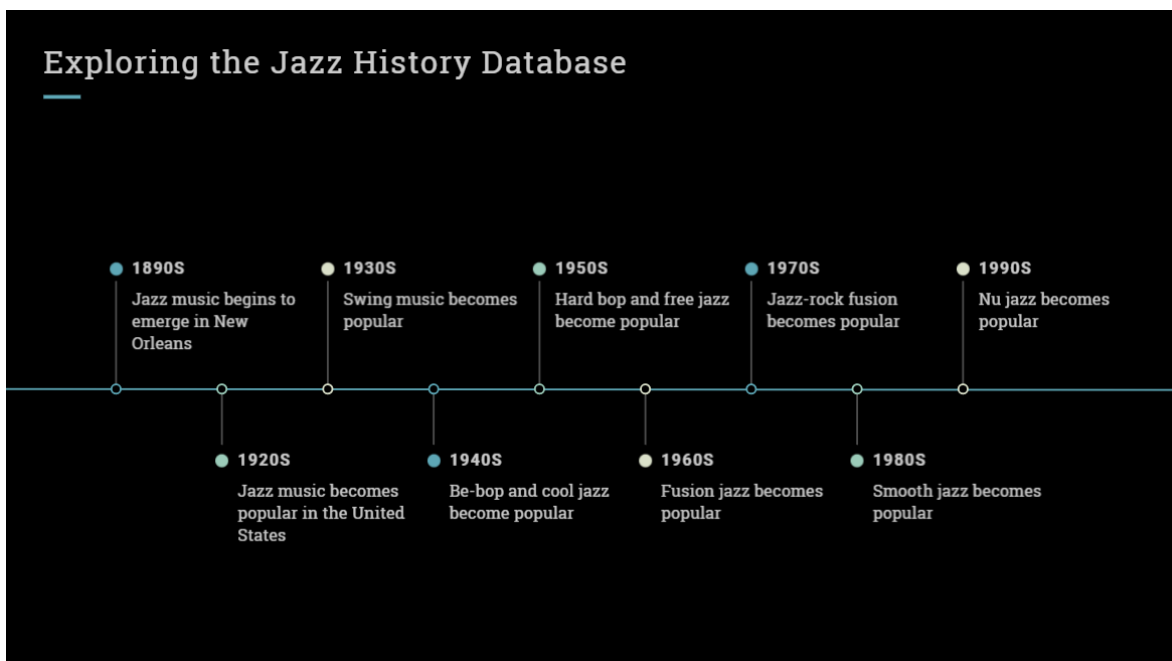 Exploring the Jazz History Database
1890S
Jazz music begins to
emerge in New
Orleans
1920S
Jazz music becomes
popular in the United
States
1930S
Swing music becomes
popular
1940S
Be-bop and cool jazz
become popular
1950S
Hard bop and free jazz
become popular
1960S
Fusion jazz becomes
popular
1970S
Jazz-rock fusion
becomes popular
1980S
Smooth jazz becomes
popular
1990S
Nu jazz becomes
popular